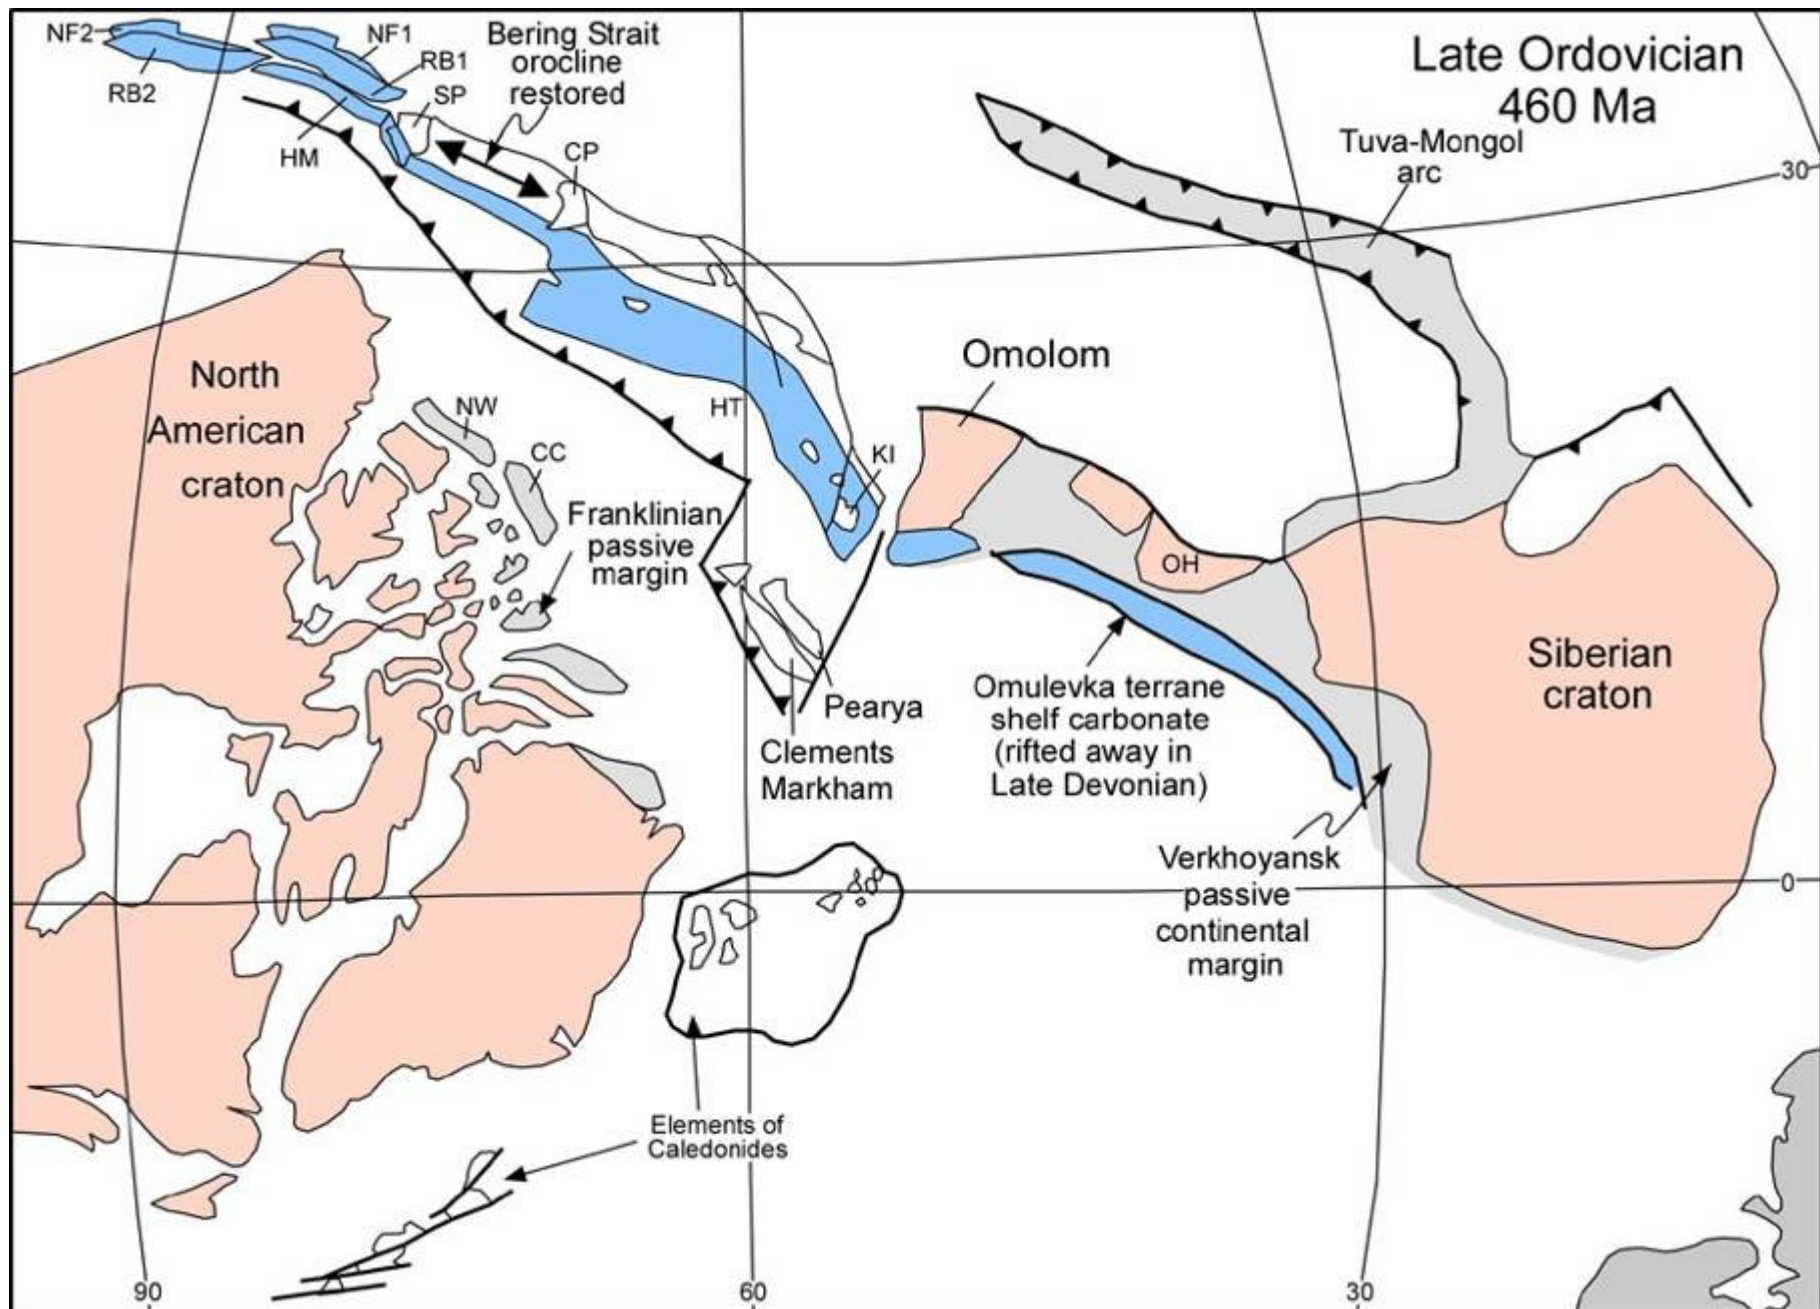 Late Ordovician
460 Ma
NF2
NF1
RB1
RB2
SP
HM
Bering Strait
orocline
restored
CP
Tuva-Mongol
arc
30
North
American
craton
NW
CC
HT
KI
Omolom
OH
Franklinian
passive
margin
Siberian
craton
Omulevka terrane
shelf carbonate
(rifted away in
Late Devonian)
Pearya
Clements
Markham
Verkhoyansk
passive
continental
margin
0
Elements of
Caledonides
90
60
30